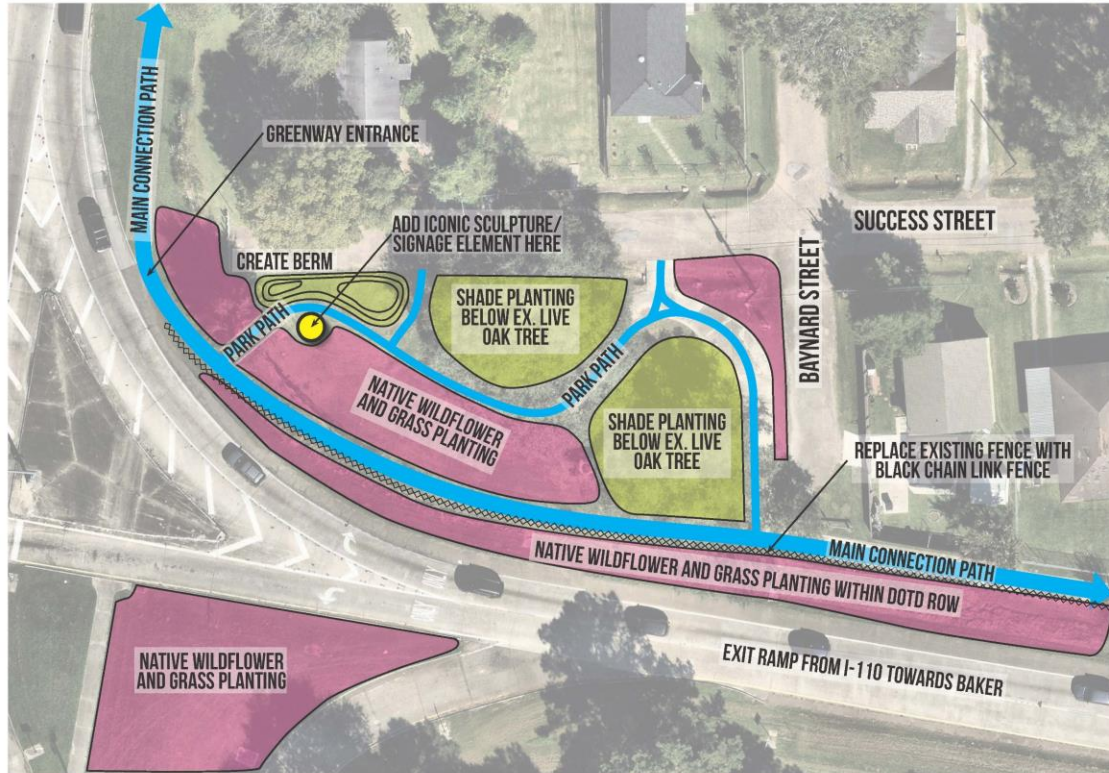 MAIN CONNECTION PATH
GREENWAY ENTRANCE
ADD ICONIC SCULPTURE/
SIGNAGE ELEMENT HERE
CREATE BERM
PARK PATH
SHADE PLANTING
BELOW EX. LIVE
OAK TREE
SUCCESS STREET
BAYNARD STREET
NATIVE WILDFLOWER
AND GRASS PLANTING
PARK PATH
SHADE PLANTING
BELOW EX. LIVE
OAK TREE
REPLACE EXISTING FENCE WITH
BLACK CHAIN LINK FENCE
MAIN CONNECTION PATH
NATIVE WILDFLOWER AND GRASS PLANTING WITHIN DOTD ROW
EXIT RAMP FROM I-110 TOWARDS BAKER
NATIVE WILDFLOWER
AND GRASS PLANTING